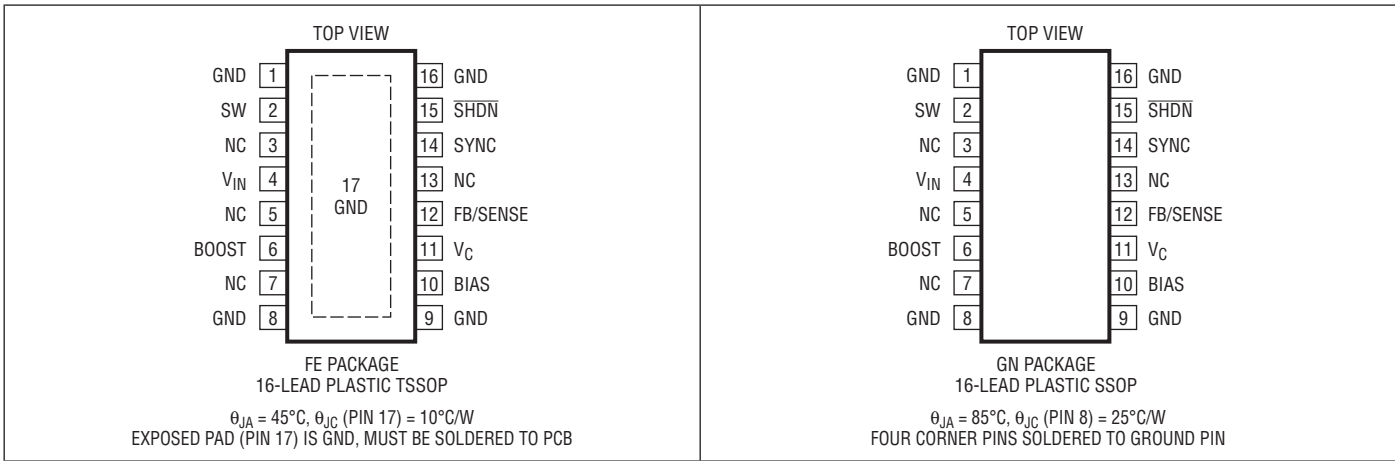 TOP VIEW
GND 1
SW 2
NC 3
VIN 4
NC 5
BOOST 6
NC 7
GND 8
17
GND
16 GND
15 SHDN
14 SYNC
13 NC
12 FB/SENSE
11 VC
10 BIAS
9 GND
FE PACKAGE
16-LEAD PLASTIC TSSOP
θJA = 45°C, θJC (PIN 17) = 10°C/W
EXPOSED PAD (PIN 17) IS GND, MUST BE SOLDERED TO PCB
TOP VIEW
GND 1
SW 2
NC 3
VIN 4
NC 5
BOOST 6
NC 7
GND 8
16 GND
15 SHDN
14 SYNC
13 NC
12 FB/SENSE
11 VC
10 BIAS
9 GND
GN PACKAGE
16-LEAD PLASTIC SSOP
θJA = 85°C, θJC (PIN 8) = 25°C/W
FOUR CORNER PINS SOLDERED TO GROUND PIN